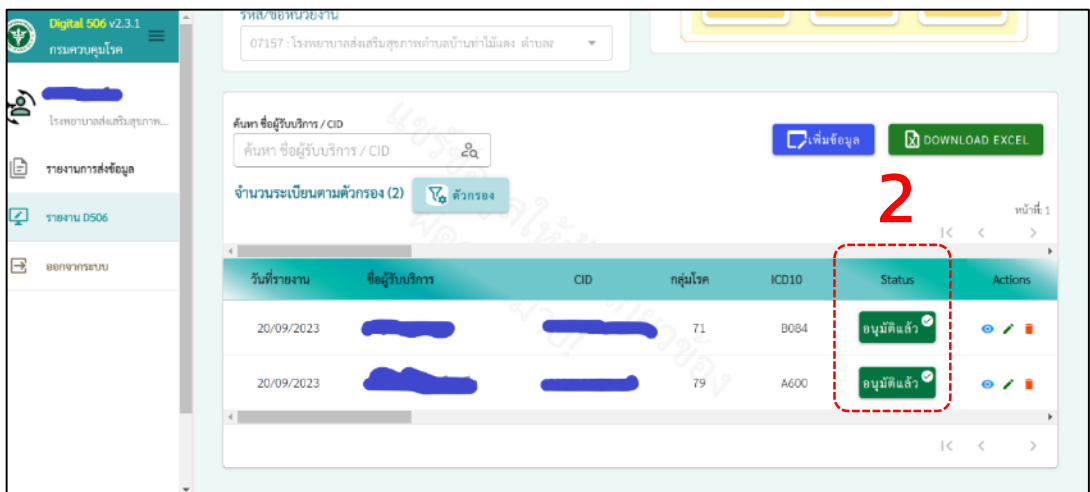 Digital 506 v2.3.1
กรมควบคุมโรค
โรงพยาบาลส่งเสริมสุขภาพ...
รายงานการส่งข้อมูล
รายงาน D506
ออกจากระบบ
รหัส/ชื่อหน่วยงาน
07157 : โรงพยาบาลส่งเสริมสุขภาพตำบลบ้านท่าไม้แดง ตำบล
ค้นหา ชื่อผู้รับบริการ / CID
ค้นหา ชื่อผู้รับบริการ / CID
เพิ่มข้อมูล
DOWNLOAD EXCEL
จำนวนระเบียนตามตัวกรอง (2) ตัวกรอง
2
หน้าที่: 1
วันที่รายงาน ชื่อผู้รับบริการ CID กลุ่มโรค ICD10 Status Actions
20/09/2023 71 B084 อนุมัติแล้ว
20/09/2023 79 A600 อนุมัติแล้ว